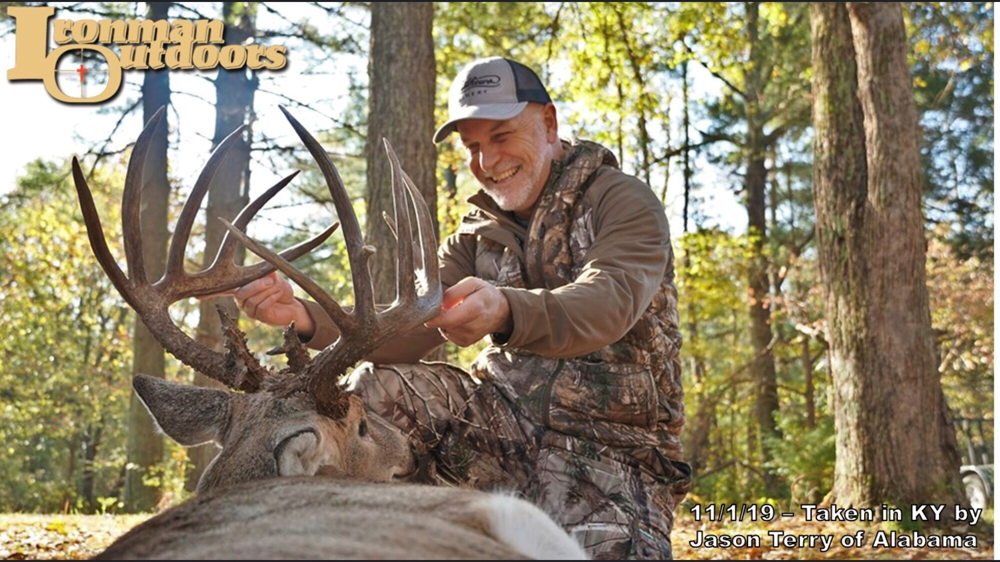 Ironman
Outdoors
11/1/19 – Taken in KY by
Jason Terry of Alabama